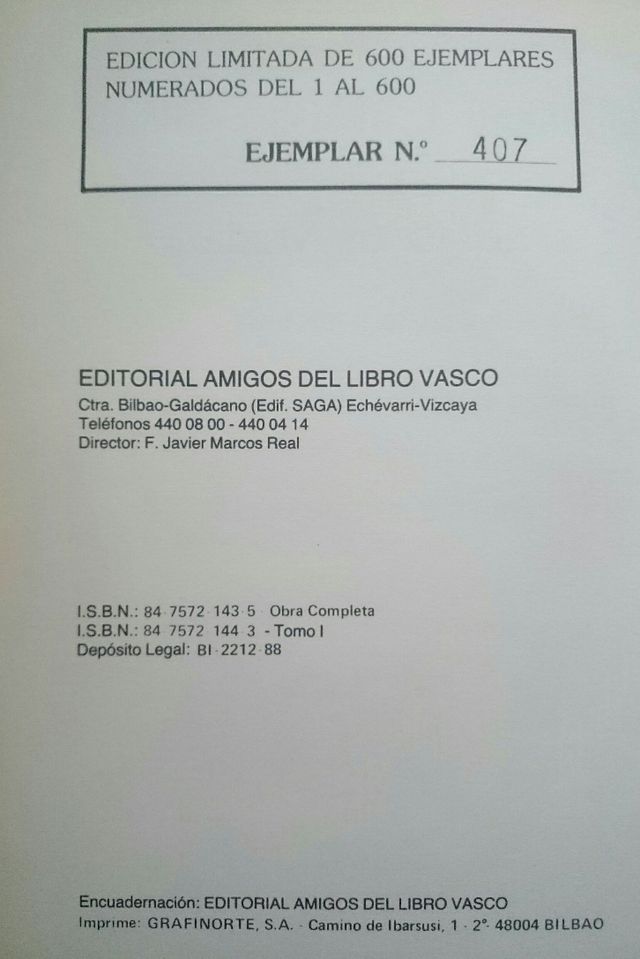 EDICION LIMITADA DE 600 EJEMPLARES
NUMERADOS DEL 1 AL 600
EJEMPLAR N.º 407
EDITORIAL AMIGOS DEL LIBRO VASCO
Ctra. Bilbao-Galdácano (Edif. SAGA) Echévarri-Vizcaya
Teléfonos 440 08 00 - 440 04 14
Director: F. Javier Marcos Real
I.S.B.N.: 84-7572-143-5 - Obra Completa
I.S.B.N.: 84 7572 144 3 - Tomo I
Depósito Legal: BI-2212-88
Encuadernación: EDITORIAL AMIGOS DEL LIBRO VASCO
Imprime: GRAFINORTE, S.A. - Camino de Ibarsusi, 1 - 2º- 48004 BILBAO